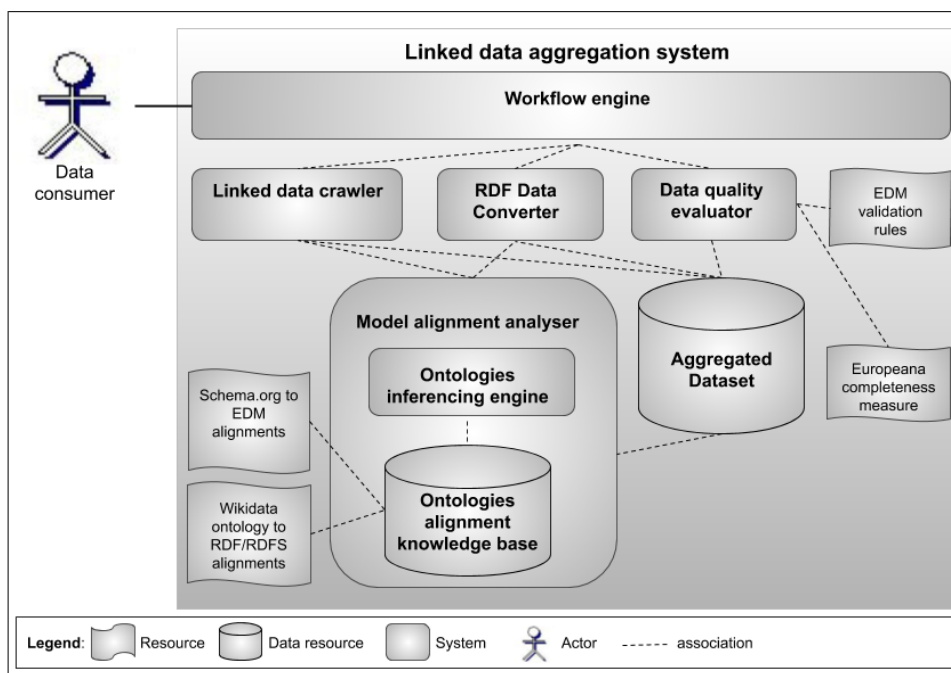 Linked data aggregation system
Workflow engine
Data
consumer
Linked data crawler
RDF Data
Converter
Data quality
evaluator
EDM
validation
rules
Model alignment analyser
Ontologies
inferencing engine
Aggregated
Dataset
Europeana
completeness
measure
Schema.org to
EDM
alignments
Ontologies
alignment
knowledge base
Wikidata
ontology to
RDF/RDFS
alignments
Legend: Resource Data resource System Actor association